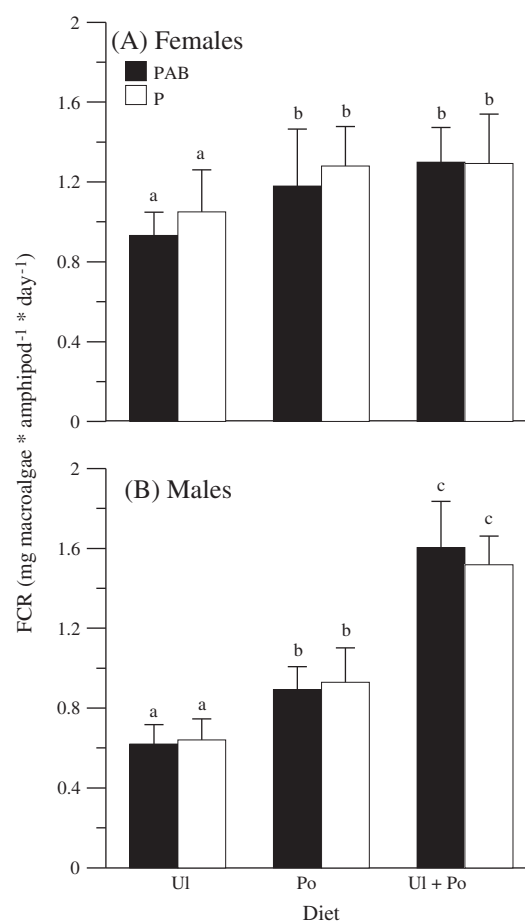 (A) Females
PAB
P
2
1.6
1.2
0.8
0.4
0
a
a
b
b
b
b
(B) Males
2
1.6
1.2
0.8
0.4
0
a
a
b
b
c
c
Ul
Po
Ul + Po
Diet
FCR (mg macroalgae * amphipod⁻¹ * day⁻¹)